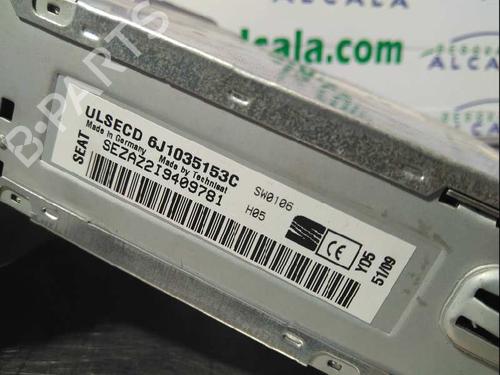 alcala.com
ALCALA
B-PARTS
ULSECD 6J1035153C
Made in Germany Made by Technisat
SEAT
SEZAZ2I9409781
SW0106
H05
CE
YD5
51/09